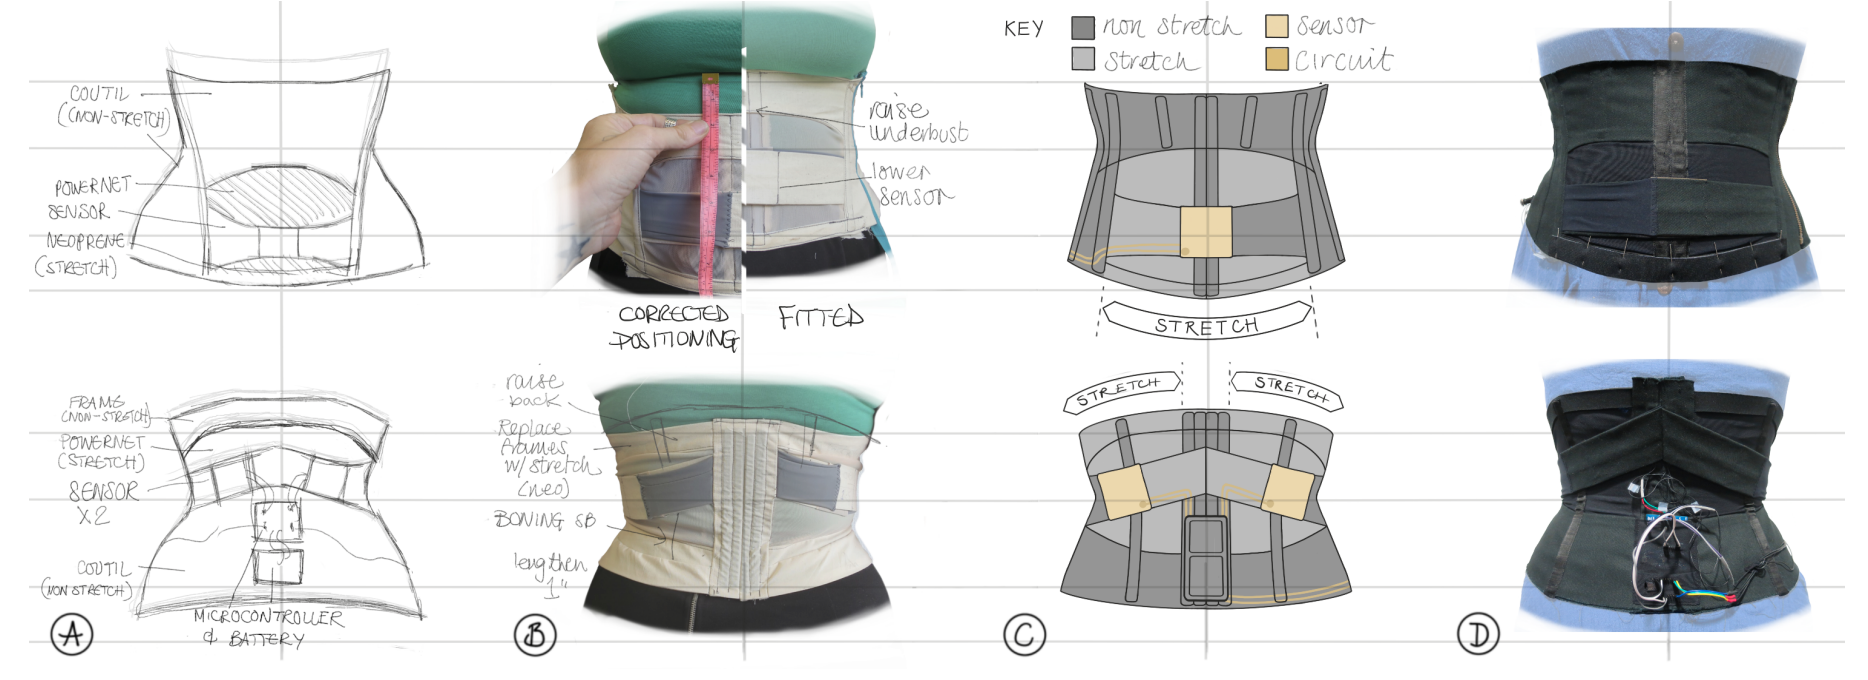 COUTIL
(NON-STRETCH)
POWERNET
SENSOR
NEOPRENE
(STRETCH)
FRAME
(NON-STRETCH)
POWERNET
(STRETCH)
SENSOR
X2
COUTIL
(NON STRETCH)
MICROCONTROLLER
& BATTERY
A
raise
underbust
lower
sensor
CORRECTED
POSITIONING
FITTED
raise
back
Replace
frames
w/stretch
(neo)
BONING SB
lengthen
1"
B
KEY
non stretch
sensor
stretch
circuit
STRETCH
STRETCH
STRETCH
C
D